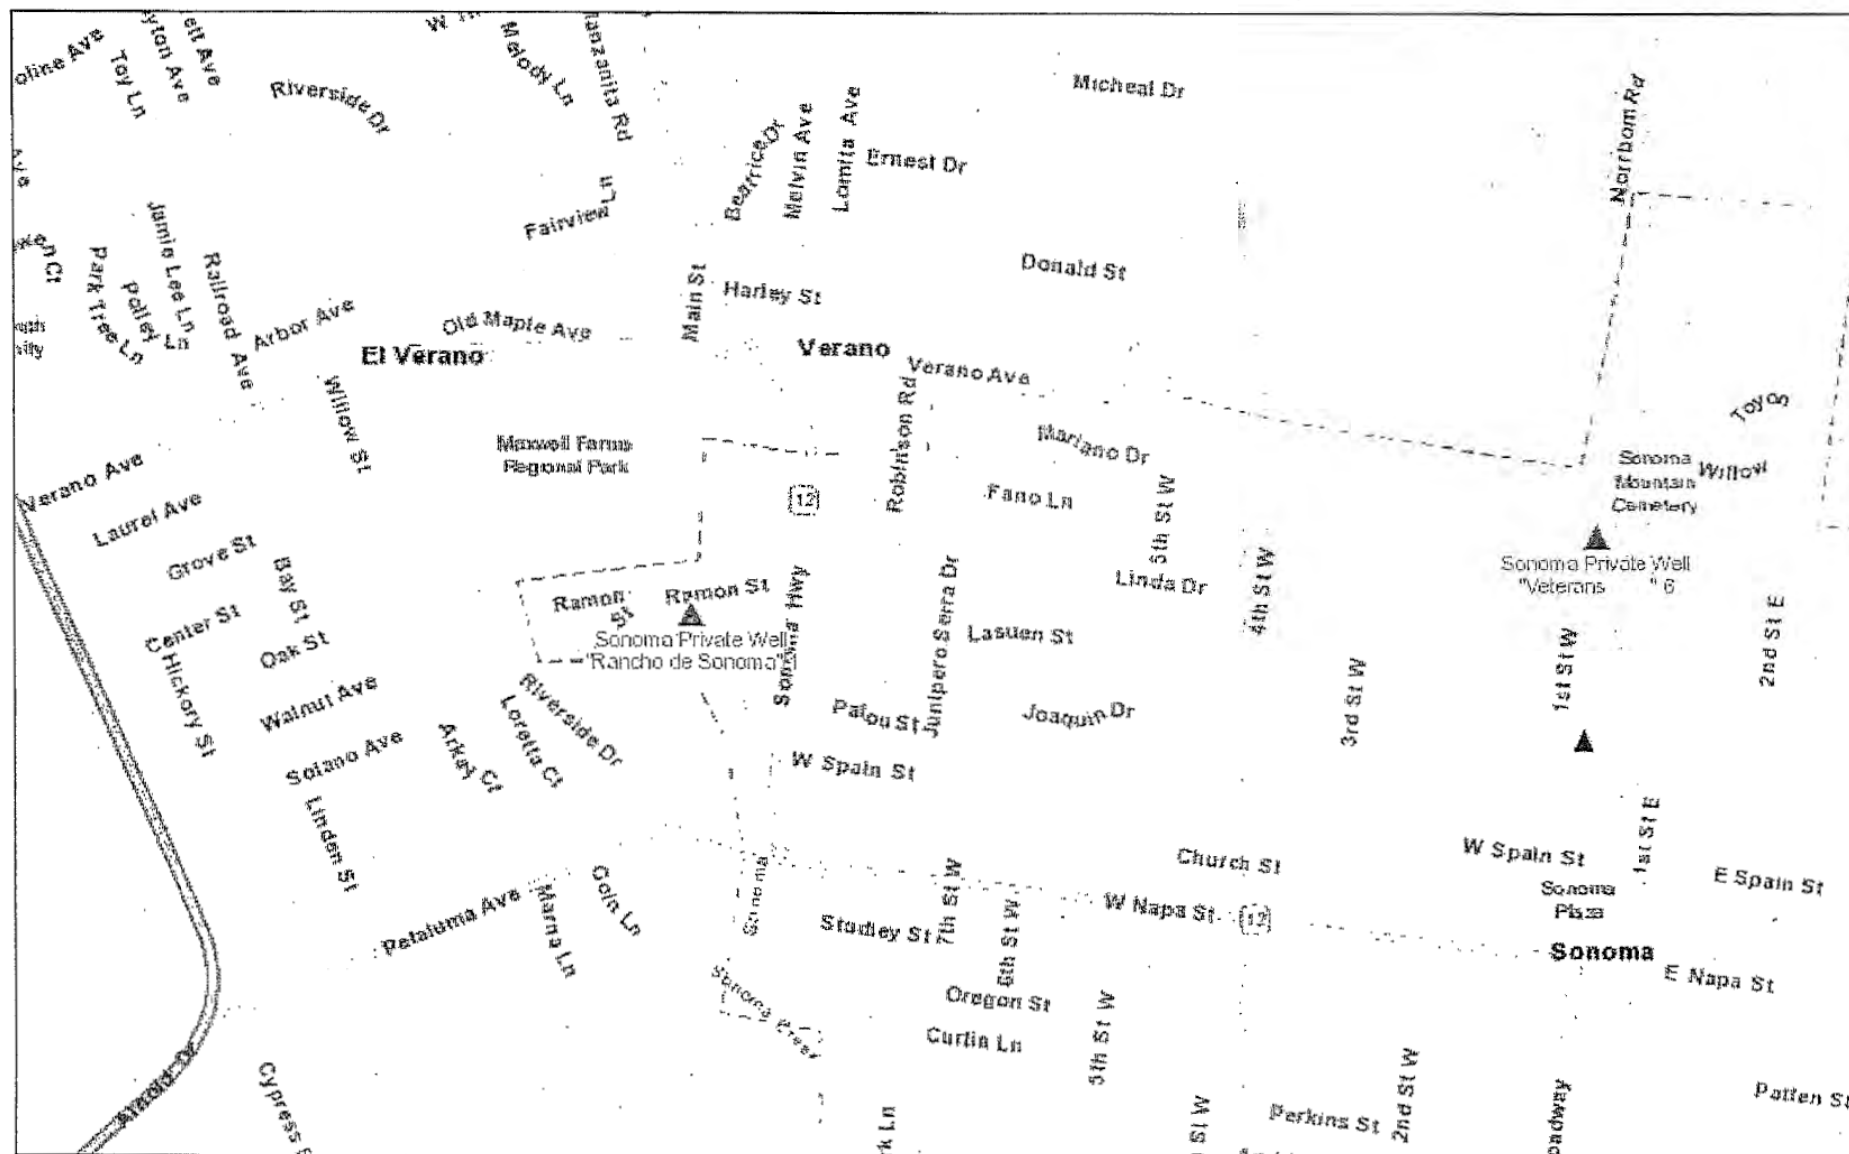 Toy Ln
Riverside Dr
Melody Ln
Micheal Dr
Norrbom Rd
Beatrice Dr
Melvin Ave
Lomita Ave
Ernest Dr
Fairview Ln
Jamie Lee Ln
Railroad Ave
Park Tree Ln
Arbor Ave
Old Maple Ave
Main St
Harley St
Donald St
El Verano
Verano
Verano Ave
Robinson Rd
Willow St
Maxwell Farms
Regional Park
12
Mariano Dr
Fano Ln
5th St W
4th St W
Linda Dr
Sonoma
Mountain
Cemetery
Willow
Sonoma Private Well
"Veterans " 6
Verano Ave
Laurel Ave
Grove St
Bay St
Center St
Oak St
Hickory St
Walnut Ave
Solano Ave
Linden St
Ramon St
Ramon St
Sonoma Private Well
"Rancho de Sonoma"
Sonoma Hwy
Junipero Serra Dr
Lasuen St
Joaquin Dr
3rd St W
1st St W
2nd St E
Riverside Dr
Loretta Ct
Arkay Ct
Palou St
W Spain St
Church St
W Spain St
1st St E
E Spain St
Sonoma
Plaza
Sonoma
E Napa St
Petaluma Ave
Marna Ln
Sonoma
Studley St
7th St W
6th St W
W Napa St
12
Oregon St
Curtin Ln
5th St W
Sonoma Creek
Arnold Dr
Cypress
Perkins St
2nd St W
Patten St